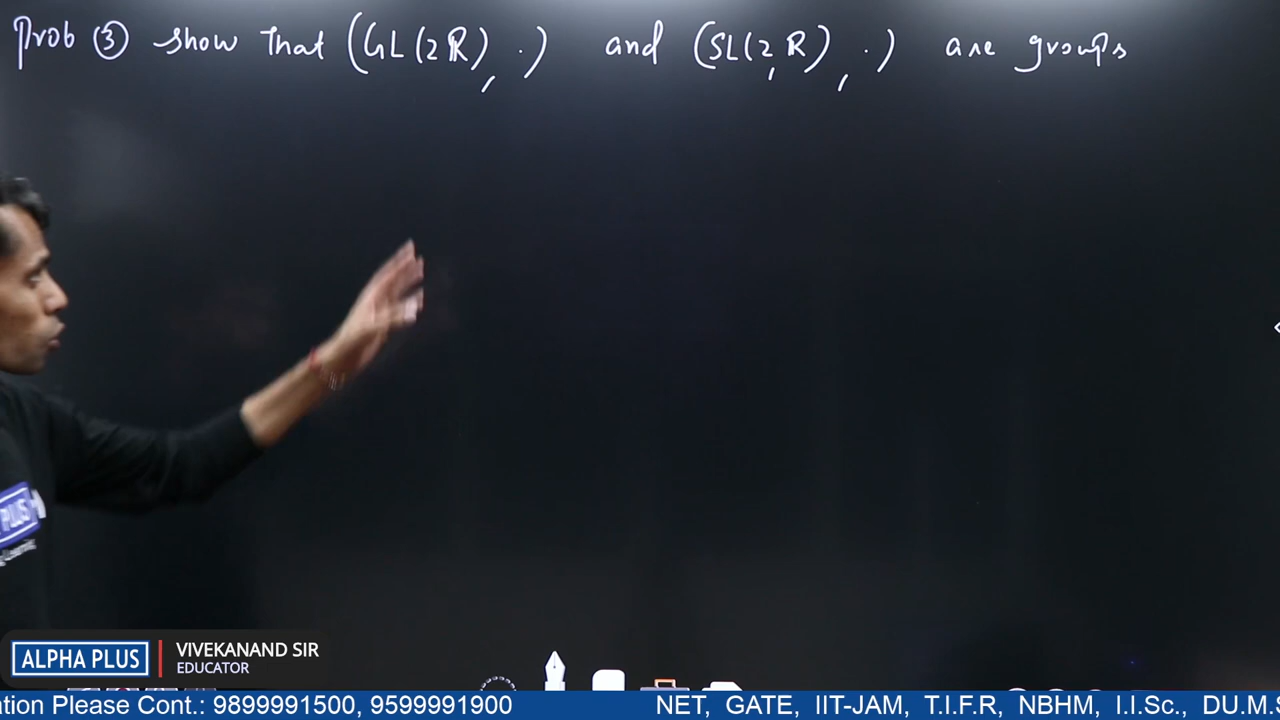 Prob ③ show that (GL(2 R), ·) and (SL(2, R), ·) are groups
PLUS
ALPHA PLUS
VIVEKANAND SIR
EDUCATOR
ation Please Cont.: 9899991500, 9599991900 NET, GATE, IIT-JAM, T.I.F.R, NBHM, I.I.Sc., DU.M.S